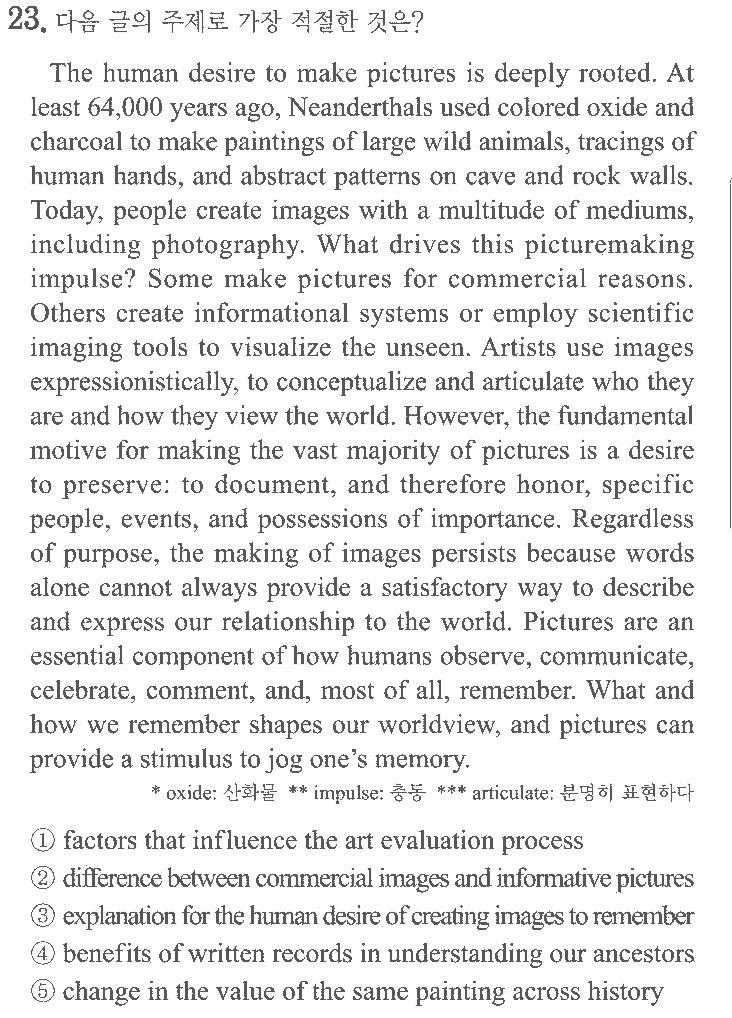 23. 다음 글의 주제로 가장 적절한 것은?
The human desire to make pictures is deeply rooted. At
least 64,000 years ago, Neanderthals used colored oxide and
charcoal to make paintings of large wild animals, tracings of
human hands, and abstract patterns on cave and rock walls.
Today, people create images with a multitude of mediums,
including photography. What drives this picturemaking
impulse? Some make pictures for commercial reasons.
Others create informational systems or employ scientific
imaging tools to visualize the unseen. Artists use images
expressionistically, to conceptualize and articulate who they
are and how they view the world. However, the fundamental
motive for making the vast majority of pictures is a desire
to preserve: to document, and therefore honor, specific
people, events, and possessions of importance. Regardless
of purpose, the making of images persists because words
alone cannot always provide a satisfactory way to describe
and express our relationship to the world. Pictures are an
essential component of how humans observe, communicate,
celebrate, comment, and, most of all, remember. What and
how we remember shapes our worldview, and pictures can
provide a stimulus to jog one's memory.
* oxide: 산화물 ** impulse: 충동 *** articulate: 분명히 표현하다
① factors that influence the art evaluation process
② difference between commercial images and informative pictures
③ explanation for the human desire of creating images to remember
④ benefits of written records in understanding our ancestors
⑤ change in the value of the same painting across history